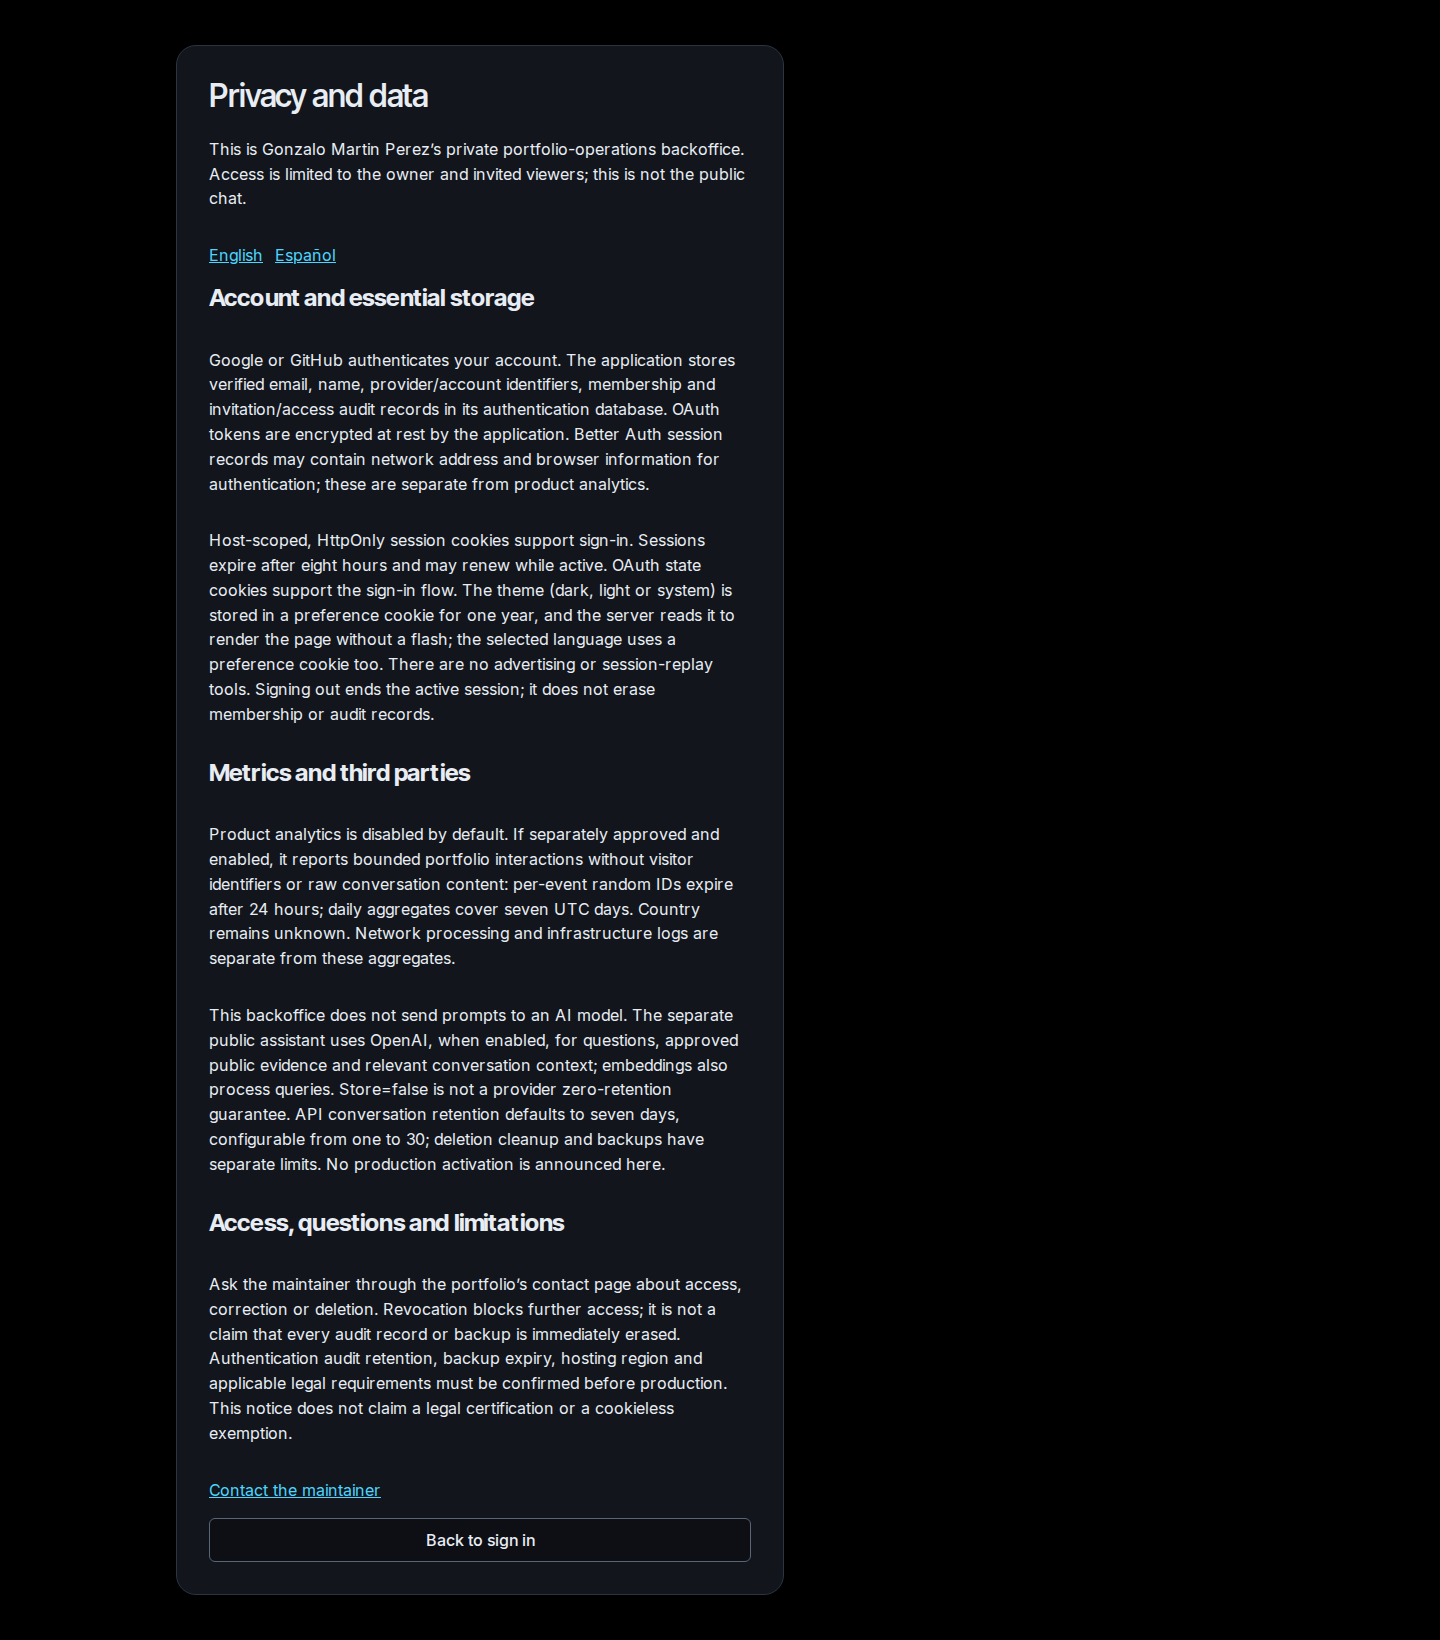 Privacy and data
This is Gonzalo Martin Perez’s private portfolio-operations backoffice.
Access is limited to the owner and invited viewers; this is not the public
chat.
English Español
Account and essential storage
Google or GitHub authenticates your account. The application stores
verified email, name, provider/account identifiers, membership and
invitation/access audit records in its authentication database. OAuth
tokens are encrypted at rest by the application. Better Auth session
records may contain network address and browser information for
authentication; these are separate from product analytics.
Host-scoped, HttpOnly session cookies support sign-in. Sessions
expire after eight hours and may renew while active. OAuth state
cookies support the sign-in flow. The theme (dark, light or system) is
stored in a preference cookie for one year, and the server reads it to
render the page without a flash; the selected language uses a
preference cookie too. There are no advertising or session-replay
tools. Signing out ends the active session; it does not erase
membership or audit records.
Metrics and third parties
Product analytics is disabled by default. If separately approved and
enabled, it reports bounded portfolio interactions without visitor
identifiers or raw conversation content: per-event random IDs expire
after 24 hours; daily aggregates cover seven UTC days. Country
remains unknown. Network processing and infrastructure logs are
separate from these aggregates.
This backoffice does not send prompts to an AI model. The separate
public assistant uses OpenAI, when enabled, for questions, approved
public evidence and relevant conversation context; embeddings also
process queries. Store=false is not a provider zero-retention
guarantee. API conversation retention defaults to seven days,
configurable from one to 30; deletion cleanup and backups have
separate limits. No production activation is announced here.
Access, questions and limitations
Ask the maintainer through the portfolio’s contact page about access,
correction or deletion. Revocation blocks further access; it is not a
claim that every audit record or backup is immediately erased.
Authentication audit retention, backup expiry, hosting region and
applicable legal requirements must be confirmed before production.
This notice does not claim a legal certification or a cookieless
exemption.
Contact the maintainer
Back to sign in